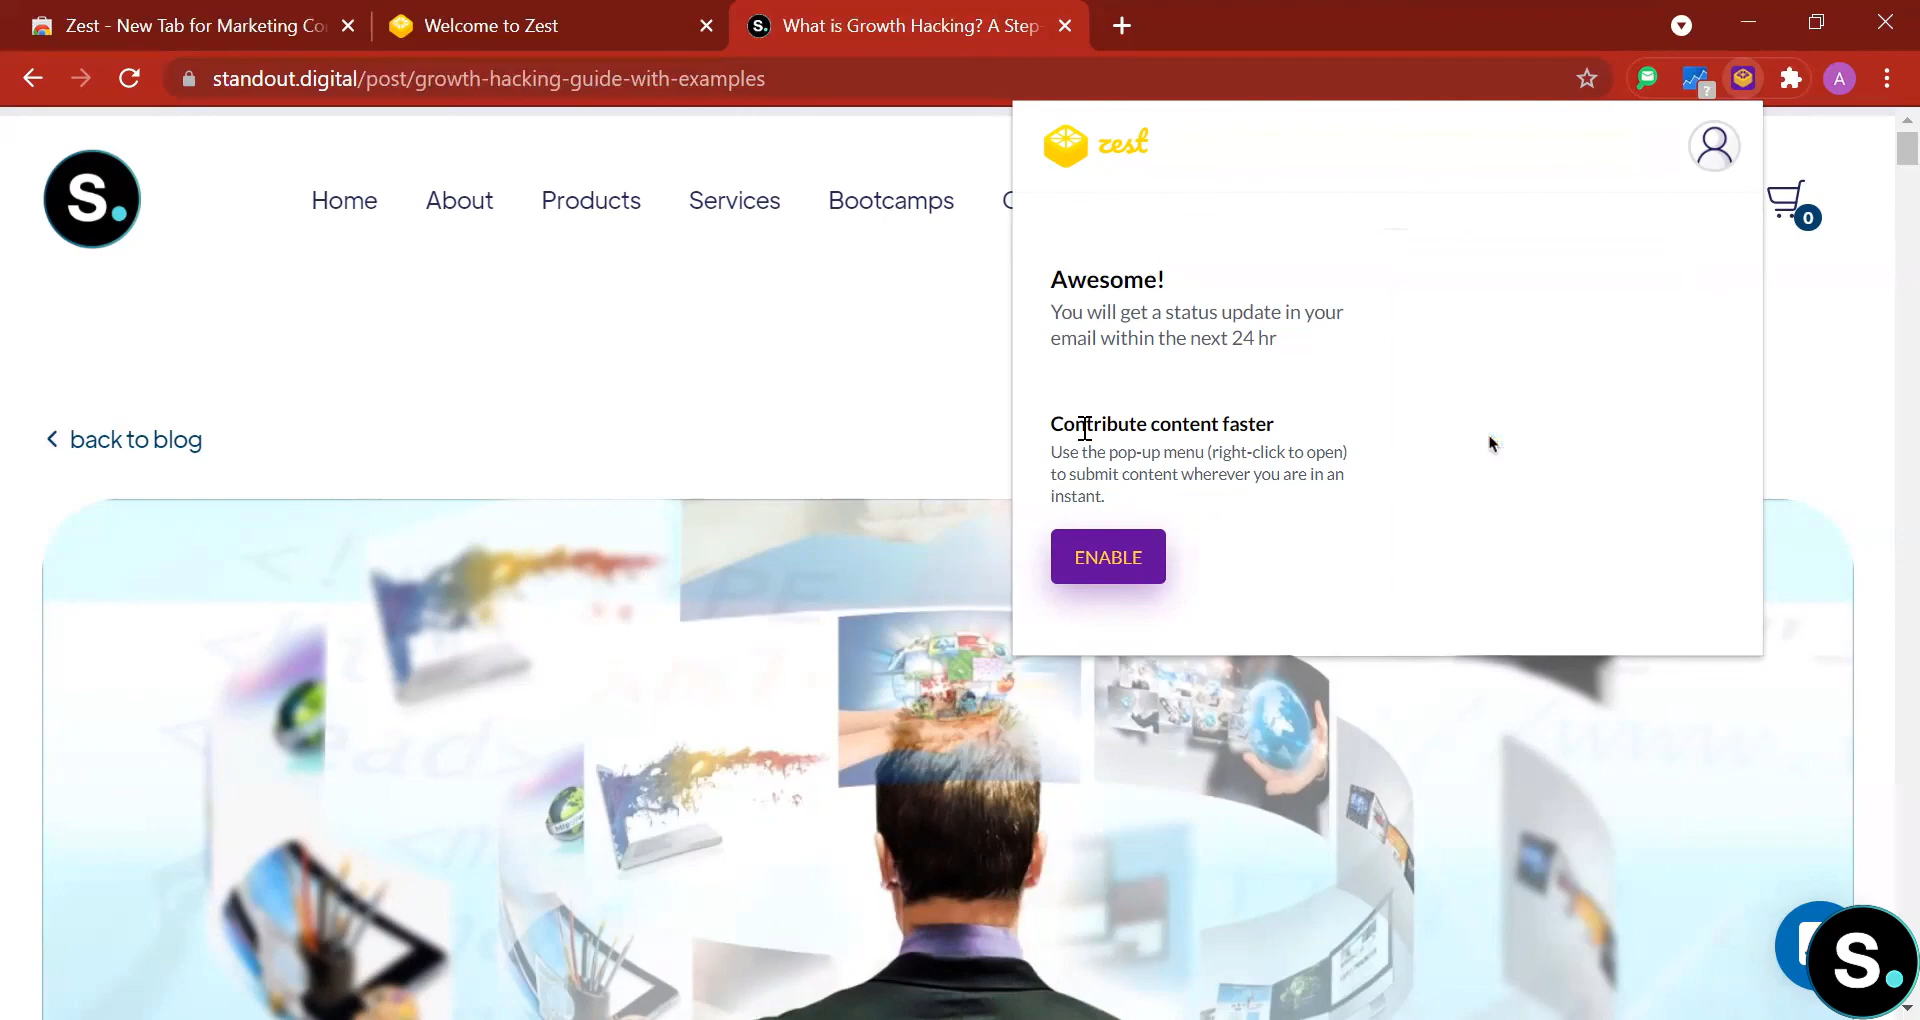 Zest - New Tab for Marketing Co
Welcome to Zest
S. What is Growth Hacking? A Step-
standout.digital/post/growth-hacking-guide-with-examples
?
A
zest
S.
Home
About
Products
Services
Bootcamps
0
Awesome!
You will get a status update in your
email within the next 24 hr
Contribute content faster
Use the pop-up menu (right-click to open)
to submit content wherever you are in an
instant.
ENABLE
back to blog
S.